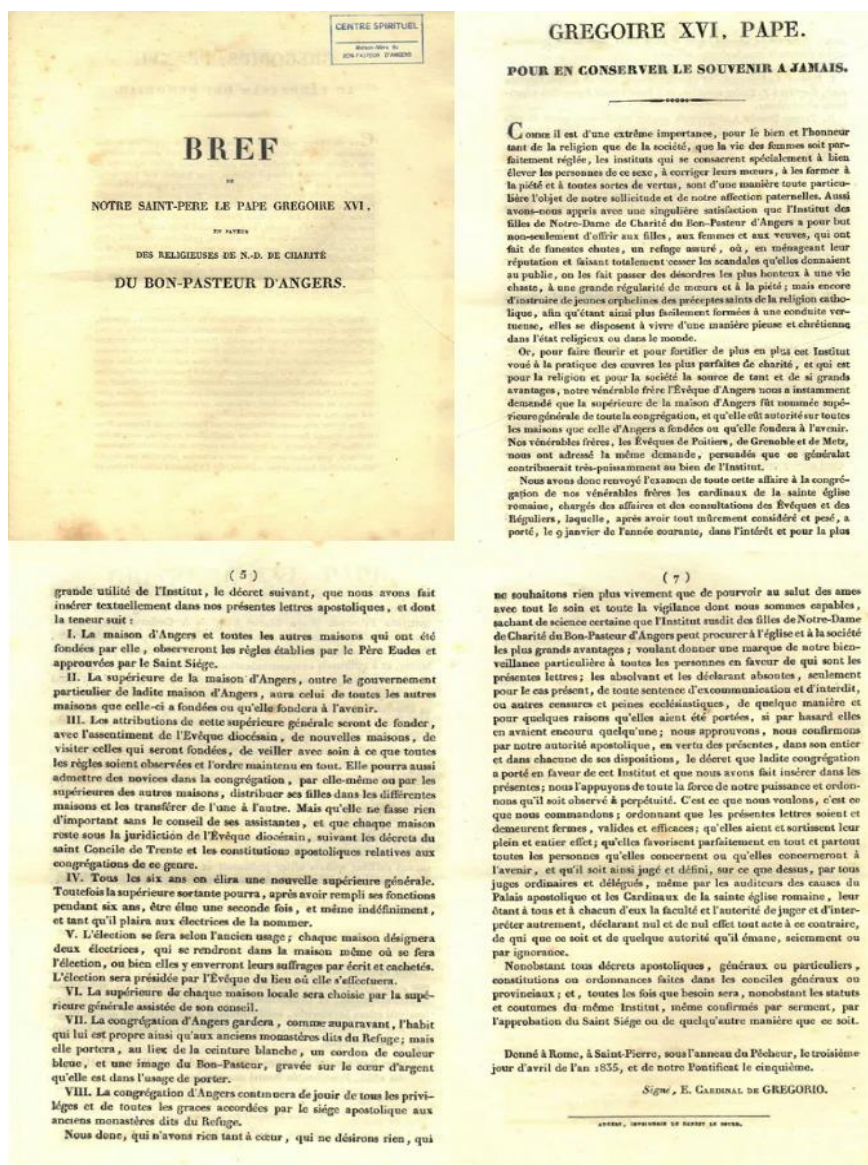 CENTRE SPIRITUEL
Maison-Mère du
BON-PASTEUR D'ANGERS
BREF
DE
NOTRE SAINT-PERE LE PAPE GREGOIRE XVI,
EN FAVEUR
DES RELIGIEUSES DE N.-D. DE CHARITÉ
DU BON-PASTEUR D'ANGERS.
GREGOIRE XVI, PAPE.
POUR EN CONSERVER LE SOUVENIR A JAMAIS.
COMME il est d'une extrême importance, pour le bien et l'honneur
tant de la religion que de la société, que la vie des femmes soit par-
faitement réglée, les instituts qui se consacrent spécialement à bien
élever les personnes de ce sexe, à corriger leurs mœurs, à les former à
la piété et à toutes sortes de vertus, sont d'une manière toute particu-
lière l'objet de notre sollicitude et de notre affection paternelles. Aussi
avons-nous appris avec une singulière satisfaction que l'Institut des
filles de Notre-Dame de Charité du Bon-Pasteur d'Angers a pour but
non-seulement d'offrir aux filles, aux femmes et aux veuves, qui ont
fait de funestes chutes, un refuge assuré, où, en ménageant leur
réputation et faisant totalement cesser les scandales qu'elles donnaient
au public, on les fait passer des désordres les plus honteux à une vie
chaste, à une grande régularité de mœurs et à la piété; mais encore
d'instruire de jeunes orphelines des préceptes saints de la religion catho-
lique, afin qu'étant ainsi plus facilement formées à une conduite ver-
tueuse, elles se disposent à vivre d'une manière pieuse et chrétienne
dans l'état religieux ou dans le monde.
Or, pour faire fleurir et pour fortifier de plus en plus cet Institut
voué à la pratique des œuvres les plus parfaites de charité, et qui est
pour la religion et pour la société la source de tant et de si grands
avantages, notre vénérable frère l'Évêque d'Angers nous a instamment
demandé que la supérieure de la maison d'Angers fût nommée supé-
rieure générale de toute la congrégation, et qu'elle eût autorité sur toutes
les maisons que celle d'Angers a fondées ou qu'elle fondera à l'avenir.
Nos vénérables frères, les Évêques de Poitiers, de Grenoble et de Metz,
nous ont adressé la même demande, persuadés que ce généralat
contribuerait très-puissamment au bien de l'Institut.
Nous avons donc renvoyé l'examen de toute cette affaire à la congré-
gation de nos vénérables frères les cardinaux de la sainte église
romaine, chargés des affaires et des consultations des Évêques et des
Réguliers, laquelle, après avoir tout mûrement considéré et pesé, a
porté, le 9 janvier de l'année courante, dans l'intérêt et pour la plus
(5)
grande utilité de l'Institut, le décret suivant, que nous avons fait
insérer textuellement dans nos présentes lettres apostoliques, et dont
la teneur suit:
I. La maison d'Angers et toutes les autres maisons qui ont été
fondées par elle, observeront les règles établies par le Père Eudes et
approuvées par le Saint Siége.
II. La supérieure de la maison d'Angers, outre le gouvernement
particulier de ladite maison d'Angers, aura celui de toutes les autres
maisons que celle-ci a fondées ou qu'elle fondera à l'avenir.
III. Les attributions de cette supérieure générale seront de fonder,
avec l'assentiment de l'Evêque diocésain, de nouvelles maisons, de
visiter celles qui seront fondées, de veiller avec soin à ce que toutes
les règles soient observées et l'ordre maintenu en tout. Elle pourra aussi
admettre des novices dans la congrégation, par elle-même ou par les
supérieures des autres maisons, distribuer ses filles dans les différentes
maisons et les transférer de l'une à l'autre. Mais qu'elle ne fasse rien
d'important sans le conseil de ses assistantes, et que chaque maison
reste sous la juridiction de l'Evêque diocésain, suivant les décrets du
saint Concile de Trente et les constitutions apostoliques relatives aux
congrégations de ce genre.
IV. Tous les six ans on élira une nouvelle supérieure générale.
Toutefois la supérieure sortante pourra, après avoir rempli ses fonctions
pendant six ans, être élue une seconde fois, et même indéfiniment,
et tant qu'il plaira aux électrices de la nommer.
V. L'élection se fera selon l'ancien usage; chaque maison désignera
deux électrices, qui se rendront dans la maison même où se fera
l'élection, ou bien elles y enverront leurs suffrages par écrit et cachetés.
L'élection sera présidée par l'Évêque du lieu où elle s'effectuera.
VI. La supérieure de chaque maison locale sera choisie par la supé-
rieure générale assistée de son conseil.
VII. La congrégation d'Angers gardera, comme auparavant, l'habit
qui lui est propre ainsi qu'aux anciens monastères dits du Refuge; mais
elle portera, au lieu de la ceinture blanche, un cordon de couleur
bleue, et une image du Bon-Pasteur, gravée sur le cœur d'argent
qu'elle est dans l'usage de porter.
VIII. La congrégation d'Angers continuera de jouir de tous les privi-
léges et de toutes les graces accordées par le siége apostolique aux
anciens monastères dits du Refuge.
Nous donc, qui n'avons rien tant à cœur, qui ne désirons rien, qui
(7)
ne souhaitons rien plus vivement que de pourvoir au salut des ames
avec tout le soin et toute la vigilance dont nous sommes capables,
sachant de science certaine que l'Institut susdit des filles de Notre-Dame
de Charité du Bon-Pasteur d'Angers peut procurer à l'église et à la société
les plus grands avantages; voulant donner une marque de notre bien-
veillance particulière à toutes les personnes en faveur de qui sont les
présentes lettres; les absolvant et les déclarant absoutes, seulement
pour le cas présent, de toute sentence d'excommunication et d'interdit,
ou autres censures et peines ecclésiastiques, de quelque manière et
pour quelques raisons qu'elles aient été portées, si par hasard elles
en avaient encouru quelqu'une; nous approuvons, nous confirmons
par notre autorité apostolique, en vertu des présentes, dans son entier
et dans chacune de ses dispositions, le décret que ladite congrégation
a porté en faveur de cet Institut et que nous avons fait insérer dans les
présentes; nous l'appuyons de toute la force de notre puissance et ordon-
nons qu'il soit observé à perpétuité. C'est ce que nous voulons, c'est ce
que nous commandons; ordonnant que les présentes lettres soient et
demeurent fermes, valides et efficaces; qu'elles aient et sortissent leur
plein et entier effet; qu'elles favorisent parfaitement en tout et partout
toutes les personnes qu'elles concernent ou qu'elles concerneront à
l'avenir, et qu'il soit ainsi jugé et défini, sur ce que dessus, par tous
juges ordinaires et délégués, même par les auditeurs des causes du
Palais apostolique et les Cardinaux de la sainte église romaine, leur
ôtant à tous et à chacun d'eux la faculté et l'autorité de juger et d'inter-
préter autrement, déclarant nul et de nul effet tout acte à ce contraire,
de qui que ce soit et de quelque autorité qu'il émane, sciemment ou
par ignorance.
Nonobstant tous décrets apostoliques, généraux ou particuliers,
constitutions ou ordonnances faites dans les conciles généraux ou
provinciaux; et, toutes les fois que besoin sera, nonobstant les statuts
et coutumes du même Institut, même confirmés par serment, par
l'approbation du Saint Siége ou de quelqu'autre manière que ce soit.
Donné à Rome, à Saint-Pierre, sous l'anneau du Pêcheur, le troisième
jour d'avril de l'an 1835, et de notre Pontificat le cinquième.
Signé, E. CARDINAL DE GREGORIO.
ANGERS, IMPRIMERIE DE